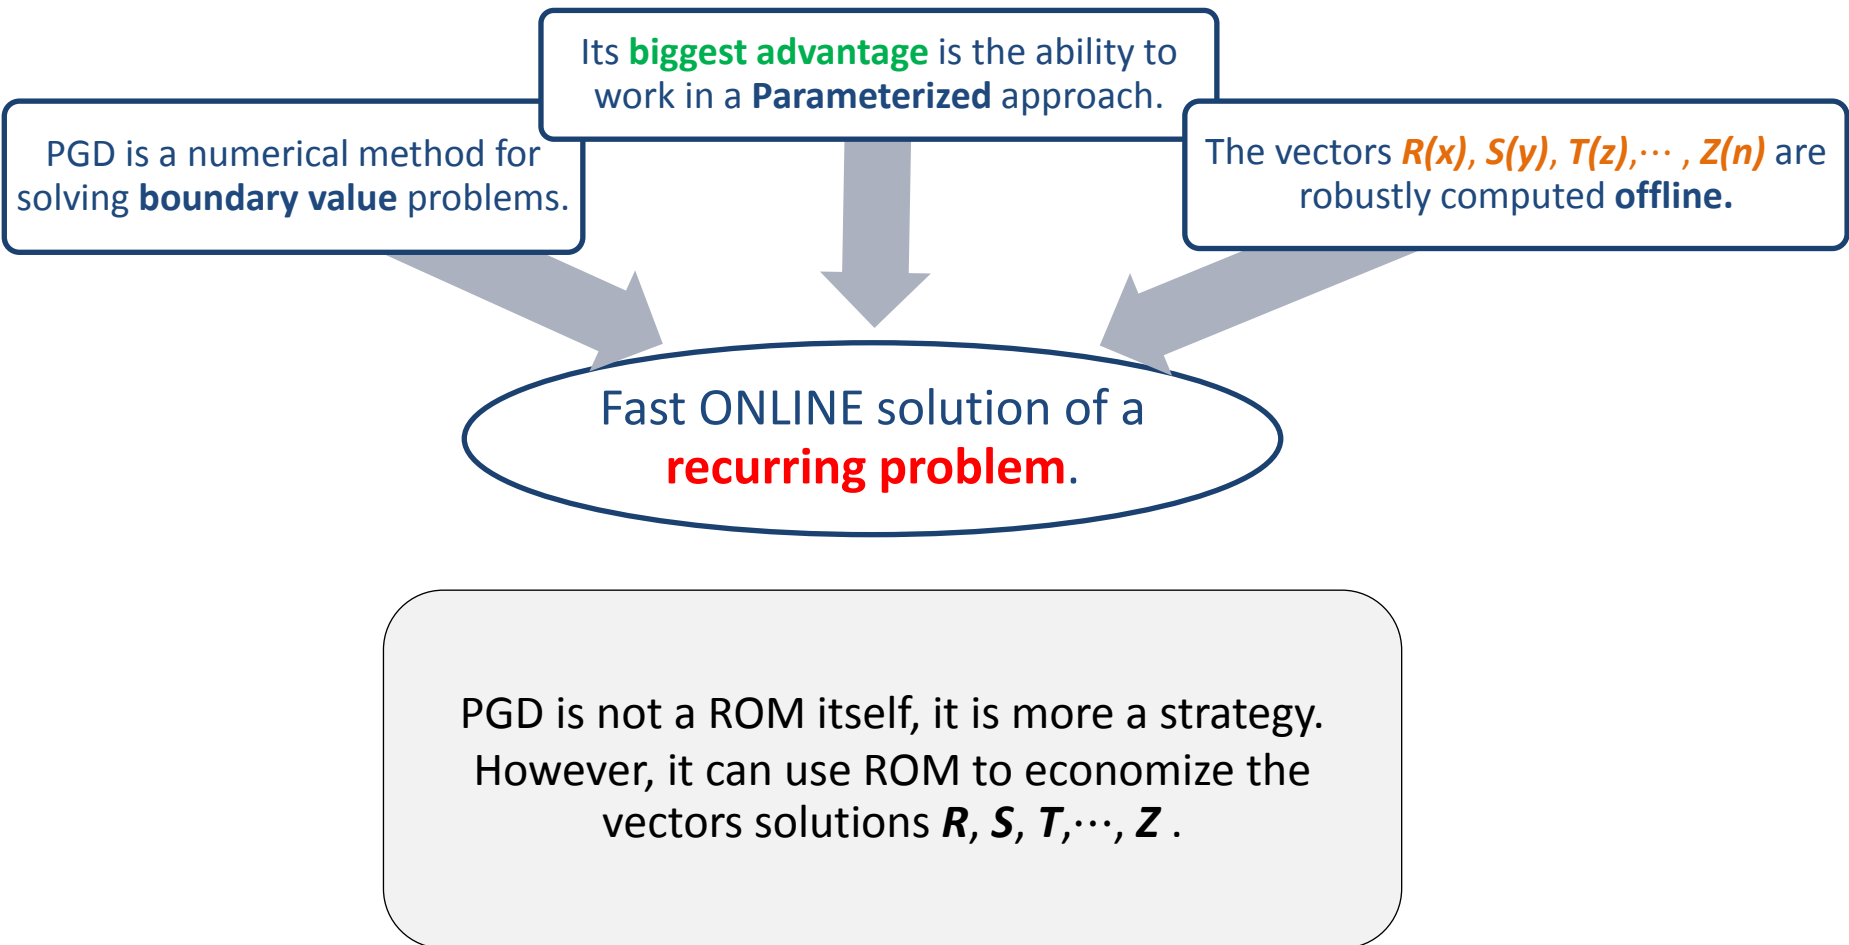 Its biggest advantage is the ability to
work in a Parameterized approach.
PGD is a numerical method for
solving boundary value problems.
The vectors R(x), S(y), T(z),⋯ , Z(n) are
robustly computed offline.
Fast ONLINE solution of a
recurring problem.
PGD is not a ROM itself, it is more a strategy.
However, it can use ROM to economize the
vectors solutions R, S, T,⋯, Z .